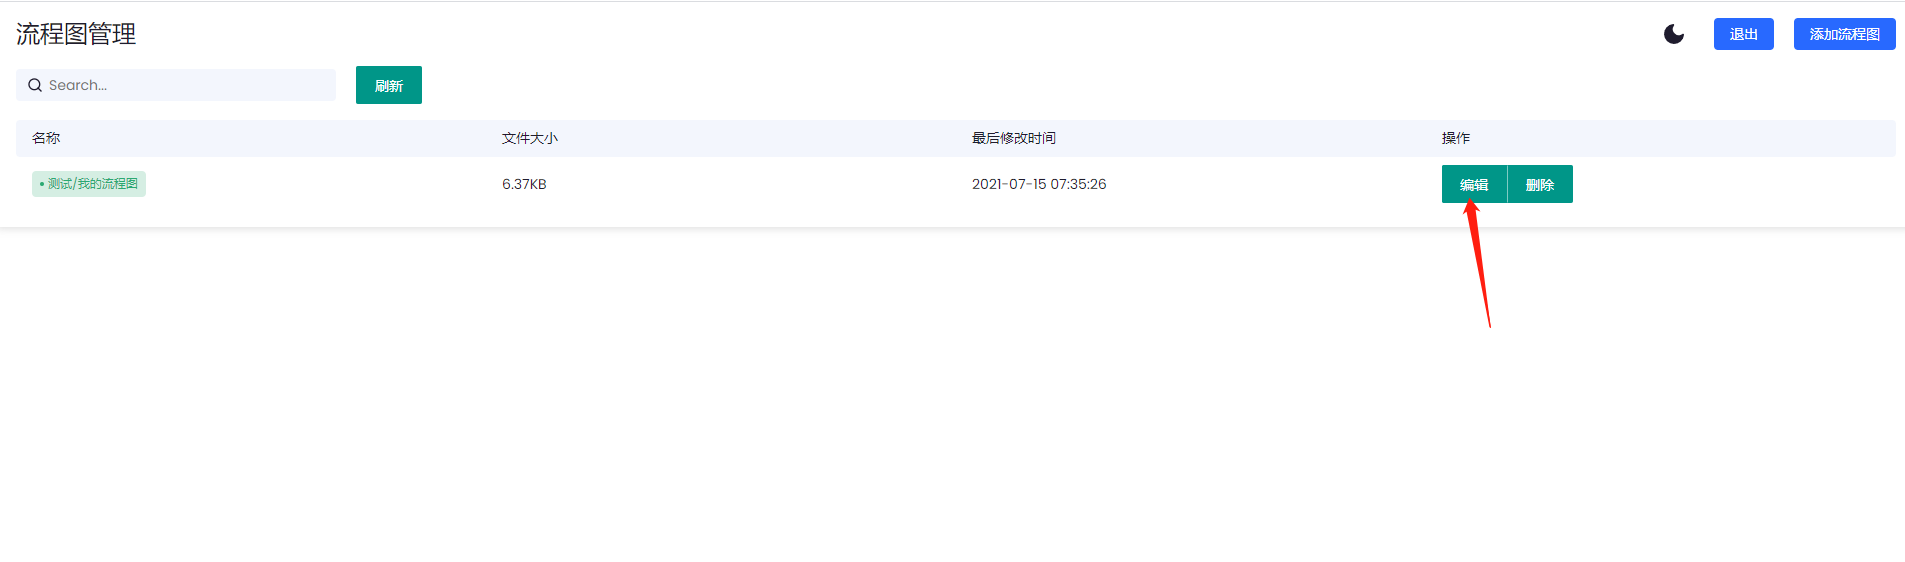 流程图管理
退出 添加流程图
Search... 刷新
名称 文件大小 最后修改时间 操作
• 测试/我的流程图 6.37KB 2021-07-15 07:35:26 编辑 删除